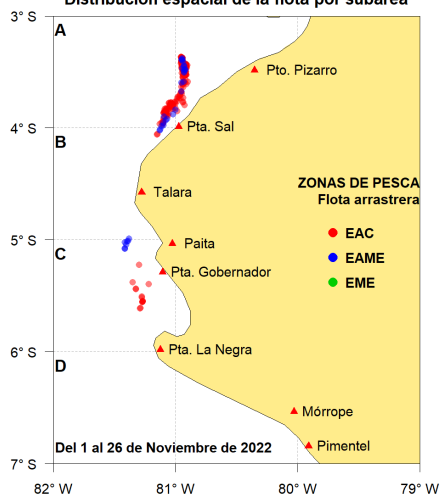 Distribución espacial de la flota por subárea
3° S
A
Pto. Pizarro
4° S
Pta. Sal
B
ZONAS DE PESCA
Flota arrastrera
Talara
EAC
5° S
Paita
C
EAME
Pta. Gobernador
EME
6° S
Pta. La Negra
D
Mórrope
Del 1 al 26 de Noviembre de 2022
Pimentel
7° S
82° W
81° W
80° W
79° W